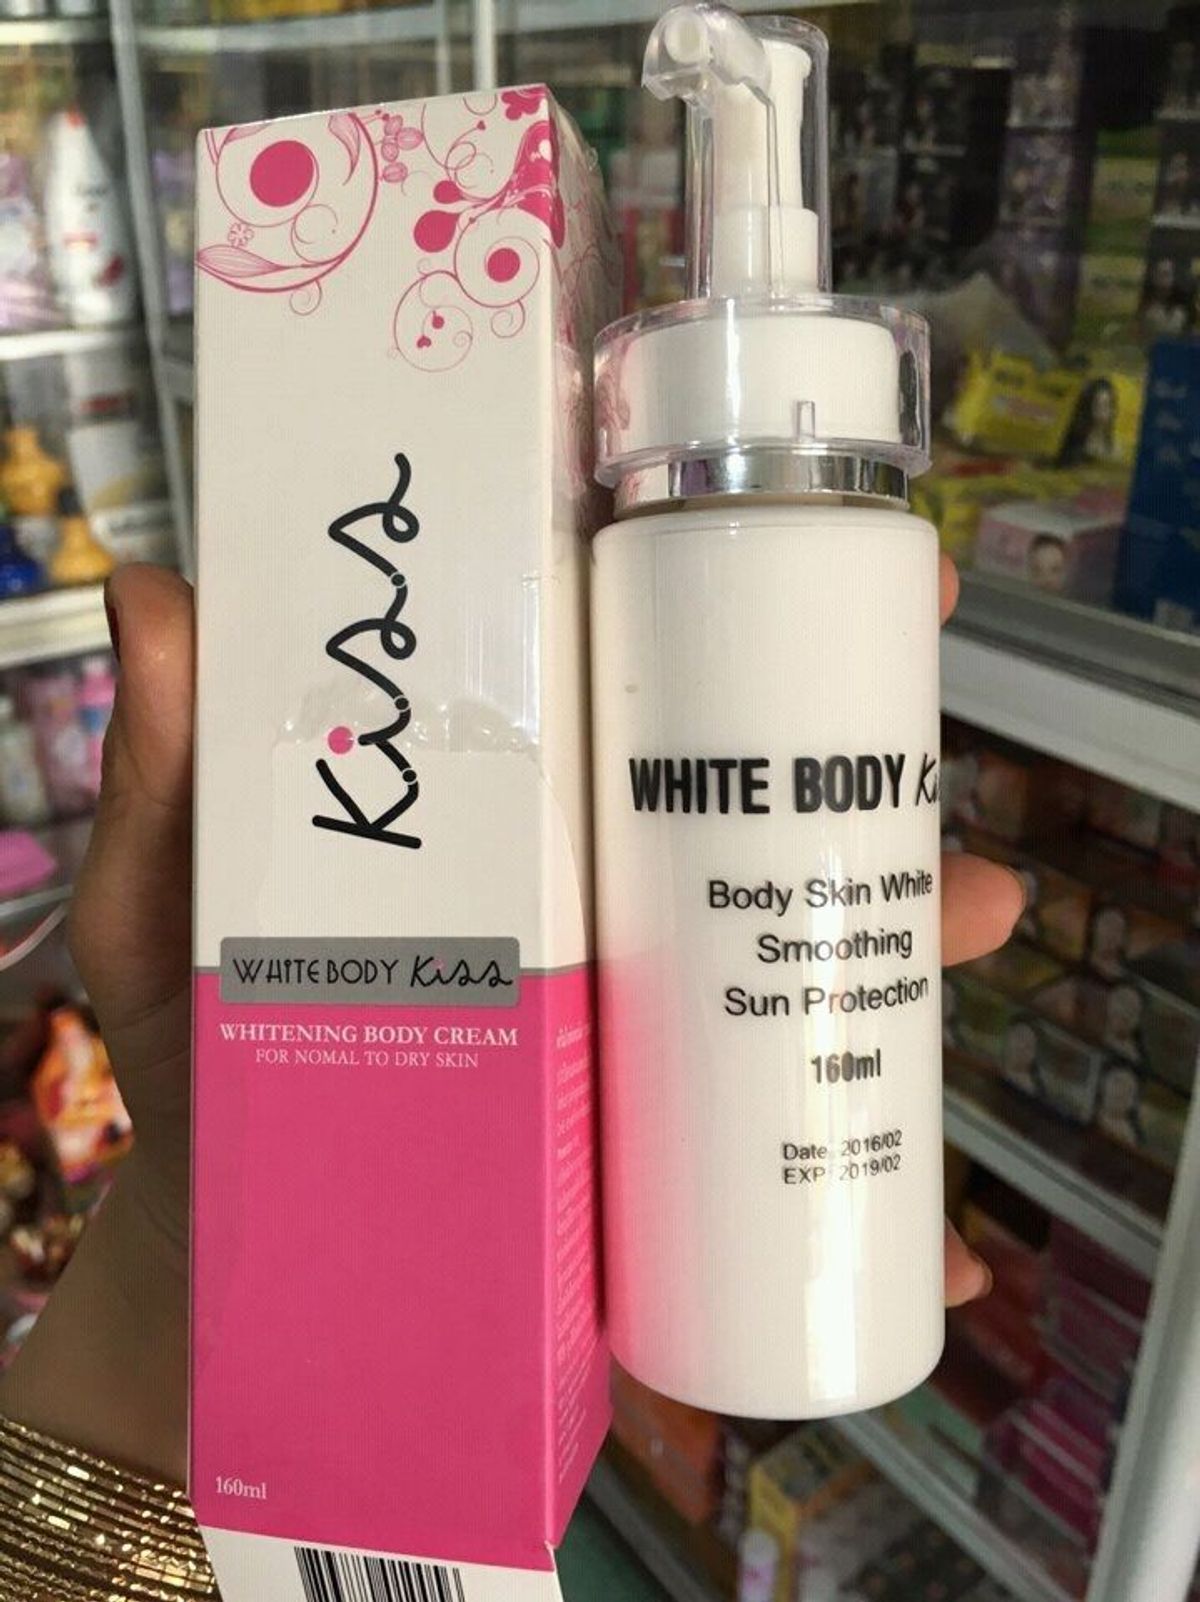 Kiss
WHITE BODY Kiss
WHITENING BODY CREAM
FOR NOMAL TO DRY SKIN
160ml
WHITE BODY Ki
Body Skin White
Smoothing
Sun Protection
160ml
Date 2016/02
EXP 2019/02